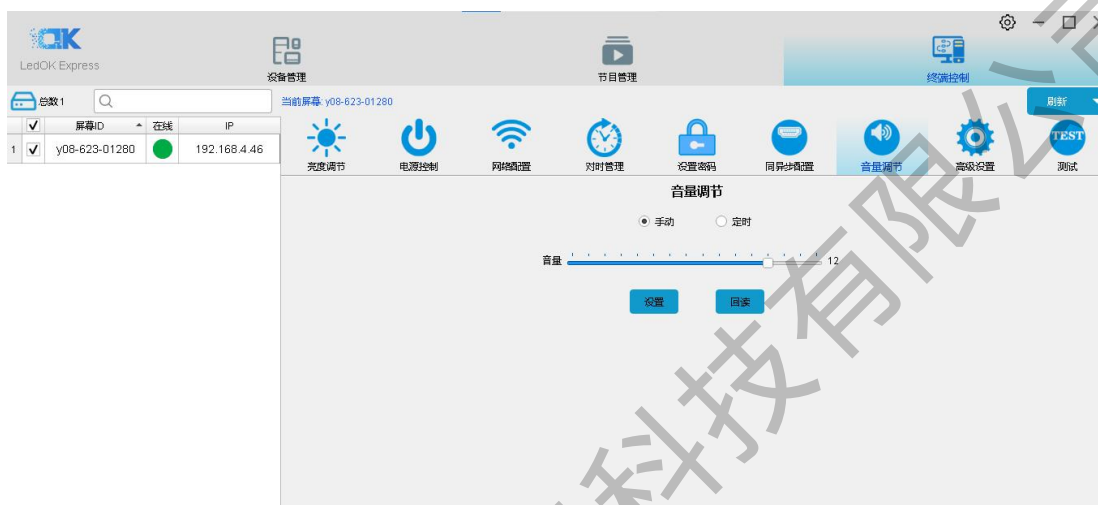 LedOK Express
设备管理
节目管理
终端控制
总数 1
当前屏幕: y08-623-01280
刷新
屏幕ID 在线 IP
1 y08-623-01280 192.168.4.46
亮度调节 电源控制 网络配置 对时管理 设置密码 同异步配置 音量调节 高级设置 TEST 测试
音量调节
手动 定时
音量 12
设置 回读
科技有限公司